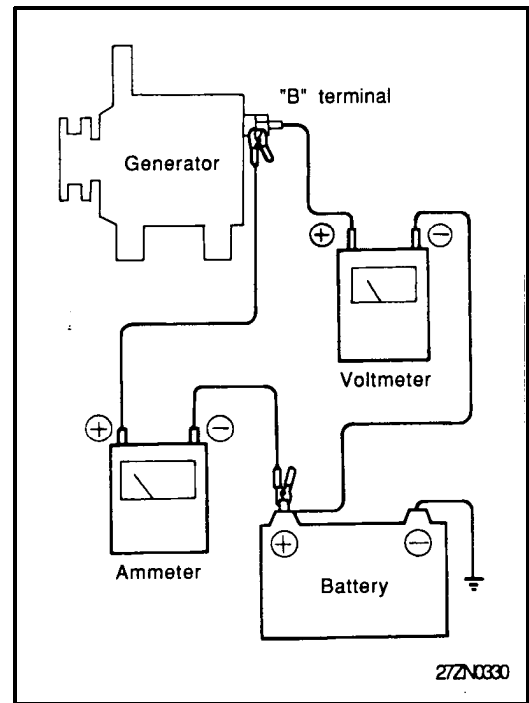 "B" terminal
Generator
⊕ ⊖
Voltmeter
⊕ ⊖
Ammeter
⊕ ⊖
Battery
27ZN0330